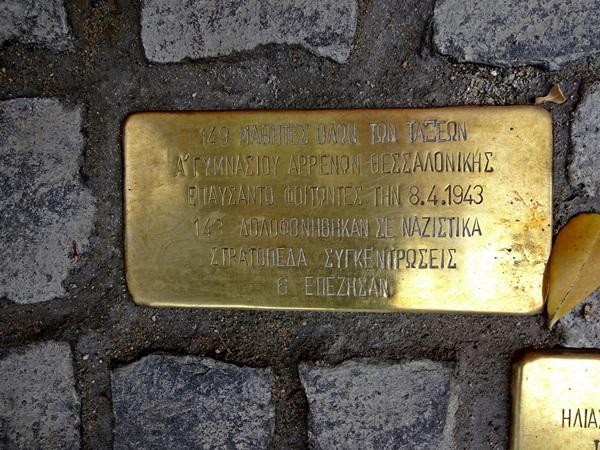 149 ΜΑΘΗΤΕΣ ΟΛΩΝ ΤΩΝ ΤΑΞΕΩΝ
Α' ΓΥΜΝΑΣΙΟΥ ΑΡΡΕΝΩΝ ΘΕΣΣΑΛΟΝΙΚΗΣ
ΕΠΑΥΣΑΝΤΟ ΦΟΙΤΩΝΤΕΣ ΤΗΝ 8.4.1943
143 ΔΟΛΟΦΟΝΗΘΗΚΑΝ ΣΕ ΝΑΖΙΣΤΙΚΑ
ΣΤΡΑΤΟΠΕΔΑ ΣΥΓΚΕΝΤΡΩΣΕΙΣ
6 ΕΠΕΖΗΣΑΝ
ΗΛΙΑΣ